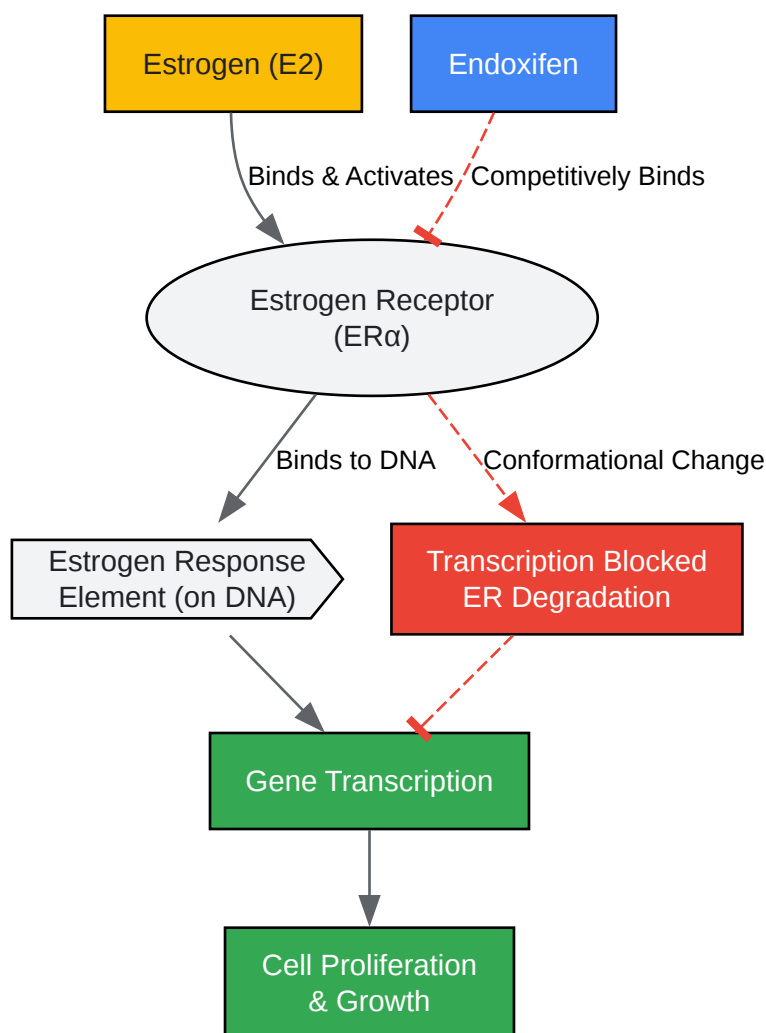 Estrogen (E2)
Endoxifen
Binds & Activates
Competitively Binds
Estrogen Receptor
(ERα)
Binds to DNA
Conformational Change
Estrogen Response
Element (on DNA)
Transcription Blocked
ER Degradation
Gene Transcription
Cell Proliferation
& Growth